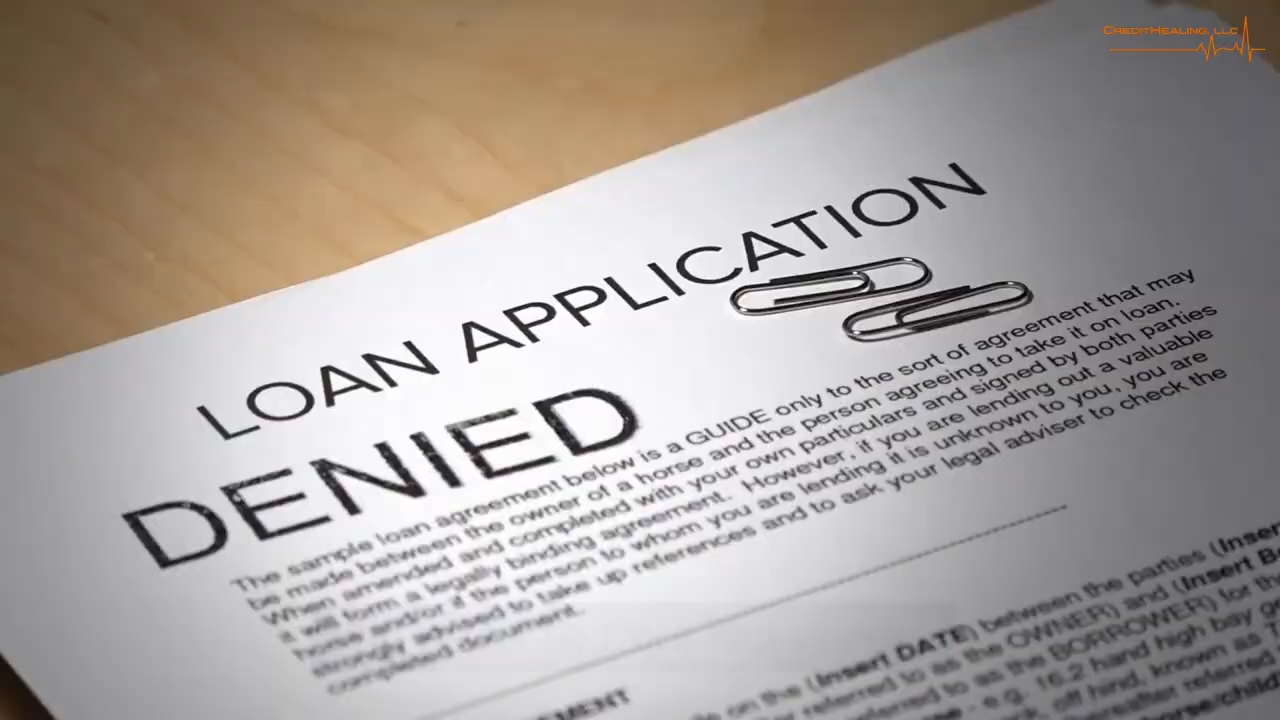 CREDITHEALING, LLC
LOAN APPLICATION
DENIED
The sample loan agreement below is a GUIDE only to the sort of agreement that may
be made between the owner of a horse and the person agreeing to take it on loan.
When amended and completed with your own particulars and signed by both parties
it will form a legally binding agreement. However, if you are lending out a valuable
horse and/or if the person to whom you are lending it is unknown to you, you are
strongly advised to take up references and to ask your legal adviser to check the
completed document.
on the (Insert DATE) between the parties (Inser
referred to as the OWNER) and (Insert Bo
referred to as the BORROWER) for th
- e.g. 16.2 hand high bay g
off hind, known as